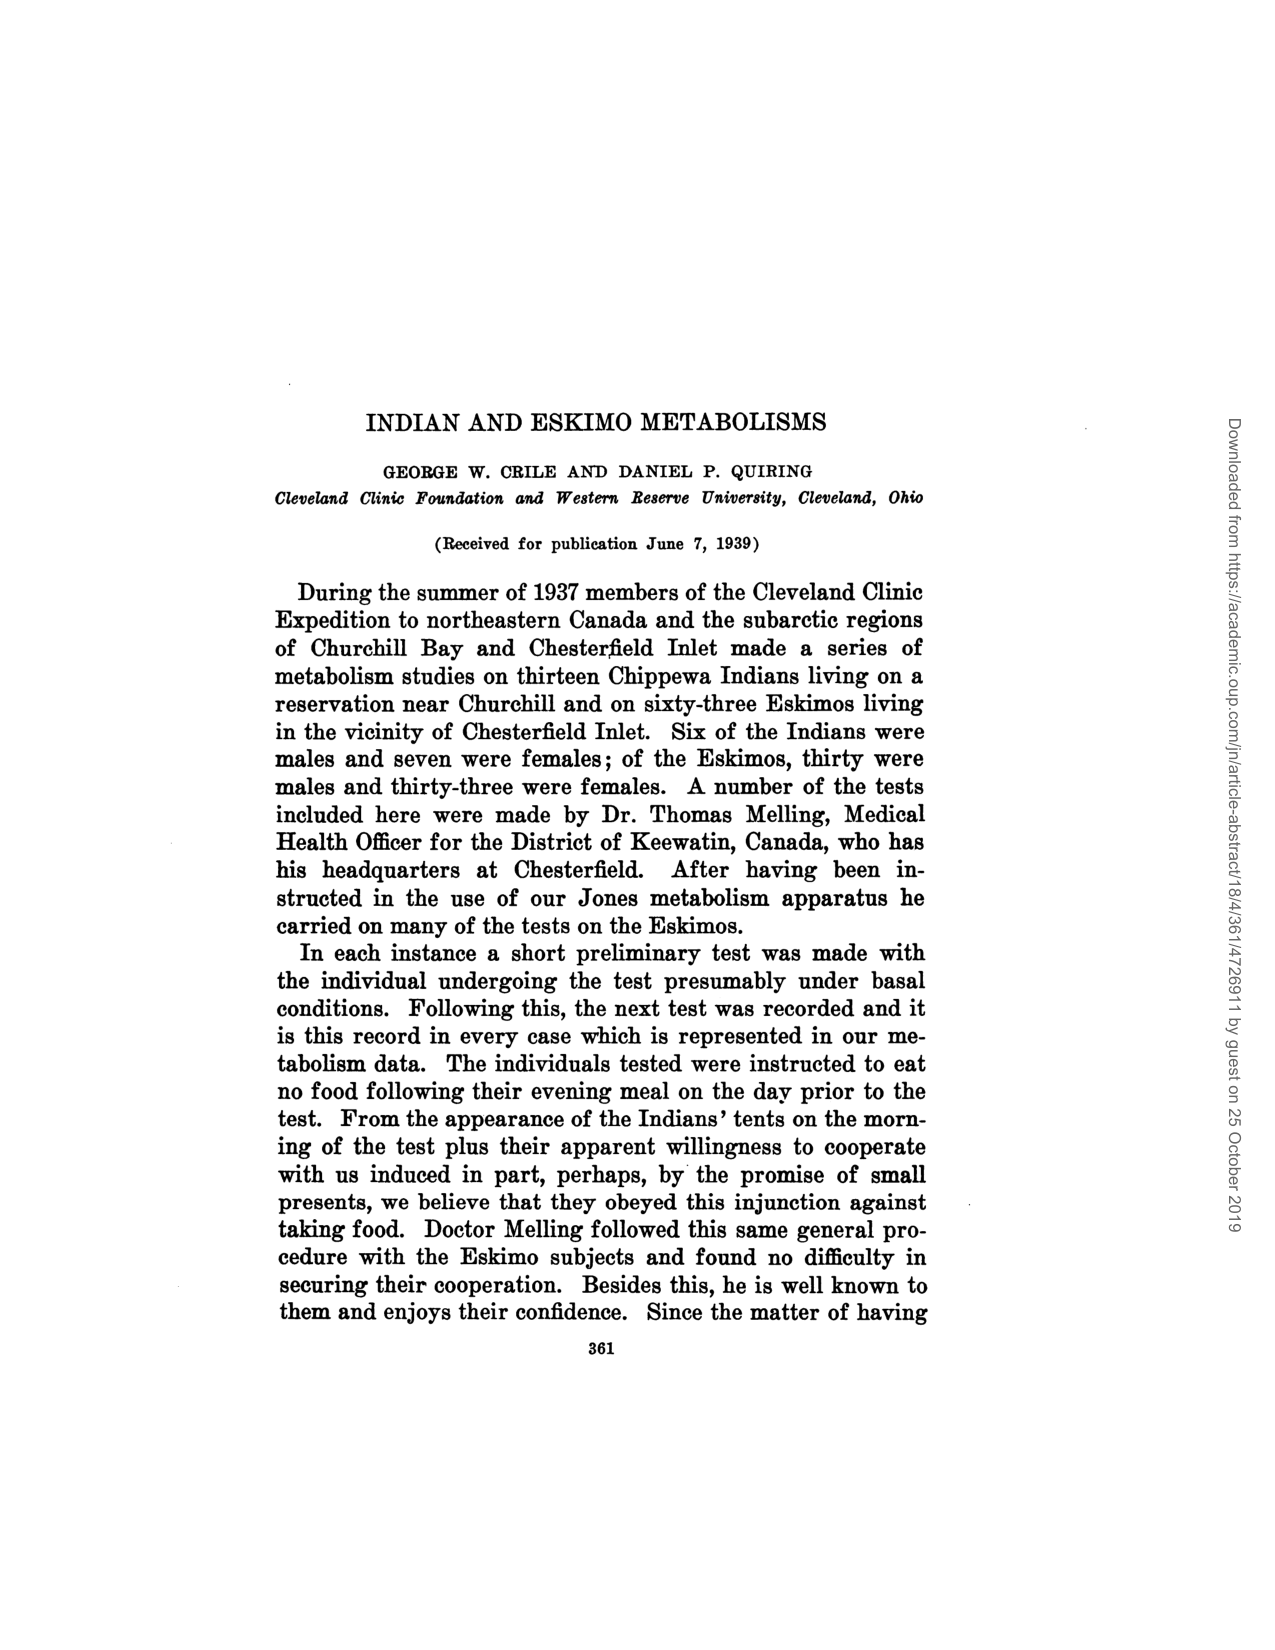 INDIAN AND ESKIMO METABOLISMS
GEORGE W. CRILE AND DANIEL P. QUIRING
Cleveland Clinic Foundation and Western Reserve University, Cleveland, Ohio
(Received for publication June 7, 1939)
During the summer of 1937 members of the Cleveland Clinic
Expedition to northeastern Canada and the subarctic regions
of Churchill Bay and Chesterfield Inlet made a series of
metabolism studies on thirteen Chippewa Indians living on a
reservation near Churchill and on sixty-three Eskimos living
in the vicinity of Chesterfield Inlet. Six of the Indians were
males and seven were females; of the Eskimos, thirty were
males and thirty-three were females. A number of the tests
included here were made by Dr. Thomas Melling, Medical
Health Officer for the District of Keewatin, Canada, who has
his headquarters at Chesterfield. After having been in-
structed in the use of our Jones metabolism apparatus he
carried on many of the tests on the Eskimos.
In each instance a short preliminary test was made with
the individual undergoing the test presumably under basal
conditions. Following this, the next test was recorded and it
is this record in every case which is represented in our me-
tabolism data. The individuals tested were instructed to eat
no food following their evening meal on the day prior to the
test. From the appearance of the Indians' tents on the morn-
ing of the test plus their apparent willingness to cooperate
with us induced in part, perhaps, by the promise of small
presents, we believe that they obeyed this injunction against
taking food. Doctor Melling followed this same general pro-
cedure with the Eskimo subjects and found no difficulty in
securing their cooperation. Besides this, he is well known to
them and enjoys their confidence. Since the matter of having
361
Downloaded from https://academic.oup.com/jn/article-abstract/18/4/361/4726911 by guest on 25 October 2019